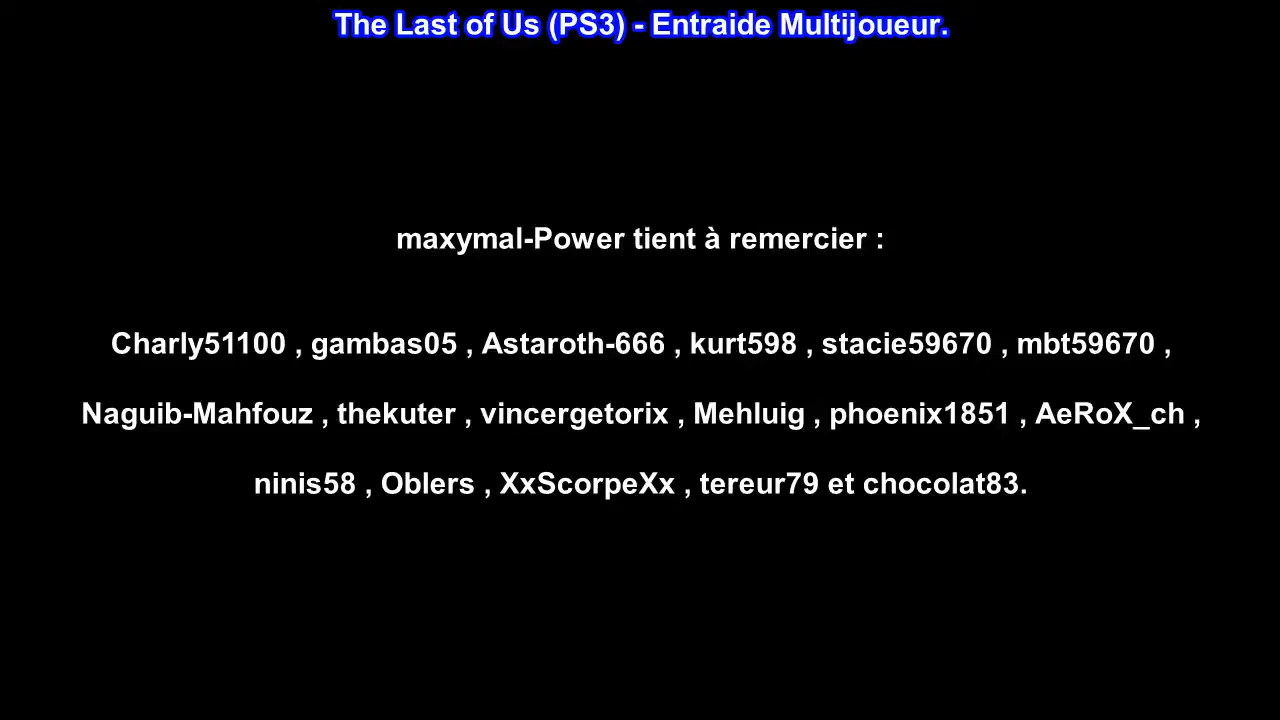 The Last of Us (PS3) - Entraide Multijoueur.
maxymal-Power tient à remercier :
Charly51100 , gambas05 , Astaroth-666 , kurt598 , stacie59670 , mbt59670 ,
Naguib-Mahfouz , thekuter , vincergetorix , Mehluig , phoenix1851 , AeRoX_ch ,
ninis58 , Oblers , XxScorpeXx , tereur79 et chocolat83.